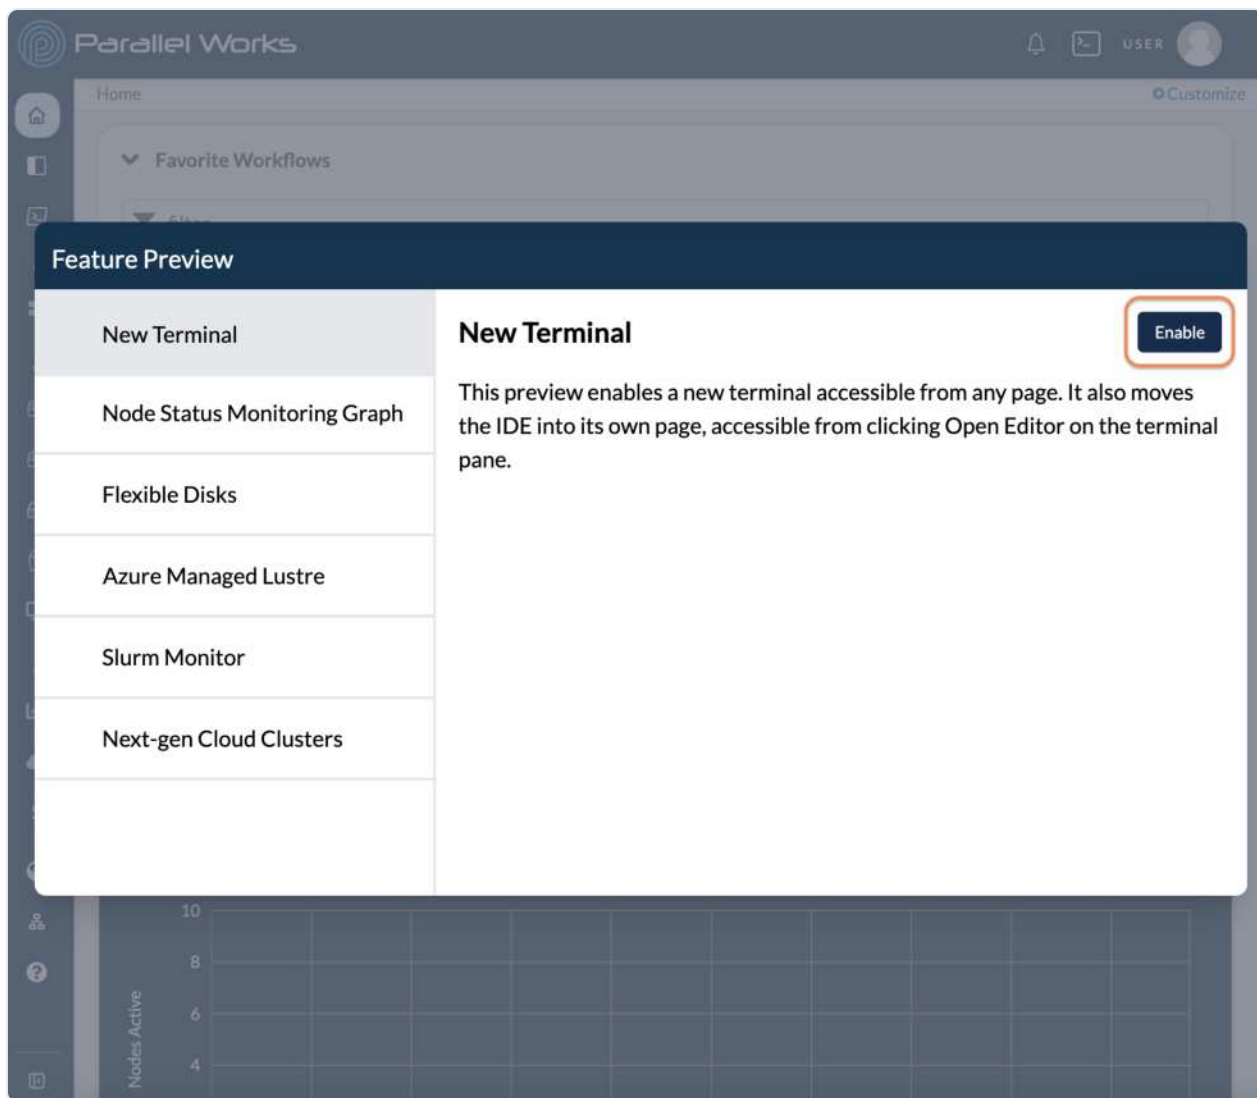 Parallel Works
USER
Home
Customize
Favorite Workflows
filter
Feature Preview
New Terminal
Node Status Monitoring Graph
Flexible Disks
Azure Managed Lustre
Slurm Monitor
Next-gen Cloud Clusters
New Terminal
Enable
This preview enables a new terminal accessible from any page. It also moves
the IDE into its own page, accessible from clicking Open Editor on the terminal
pane.
10
8
6
4
Nodes Active